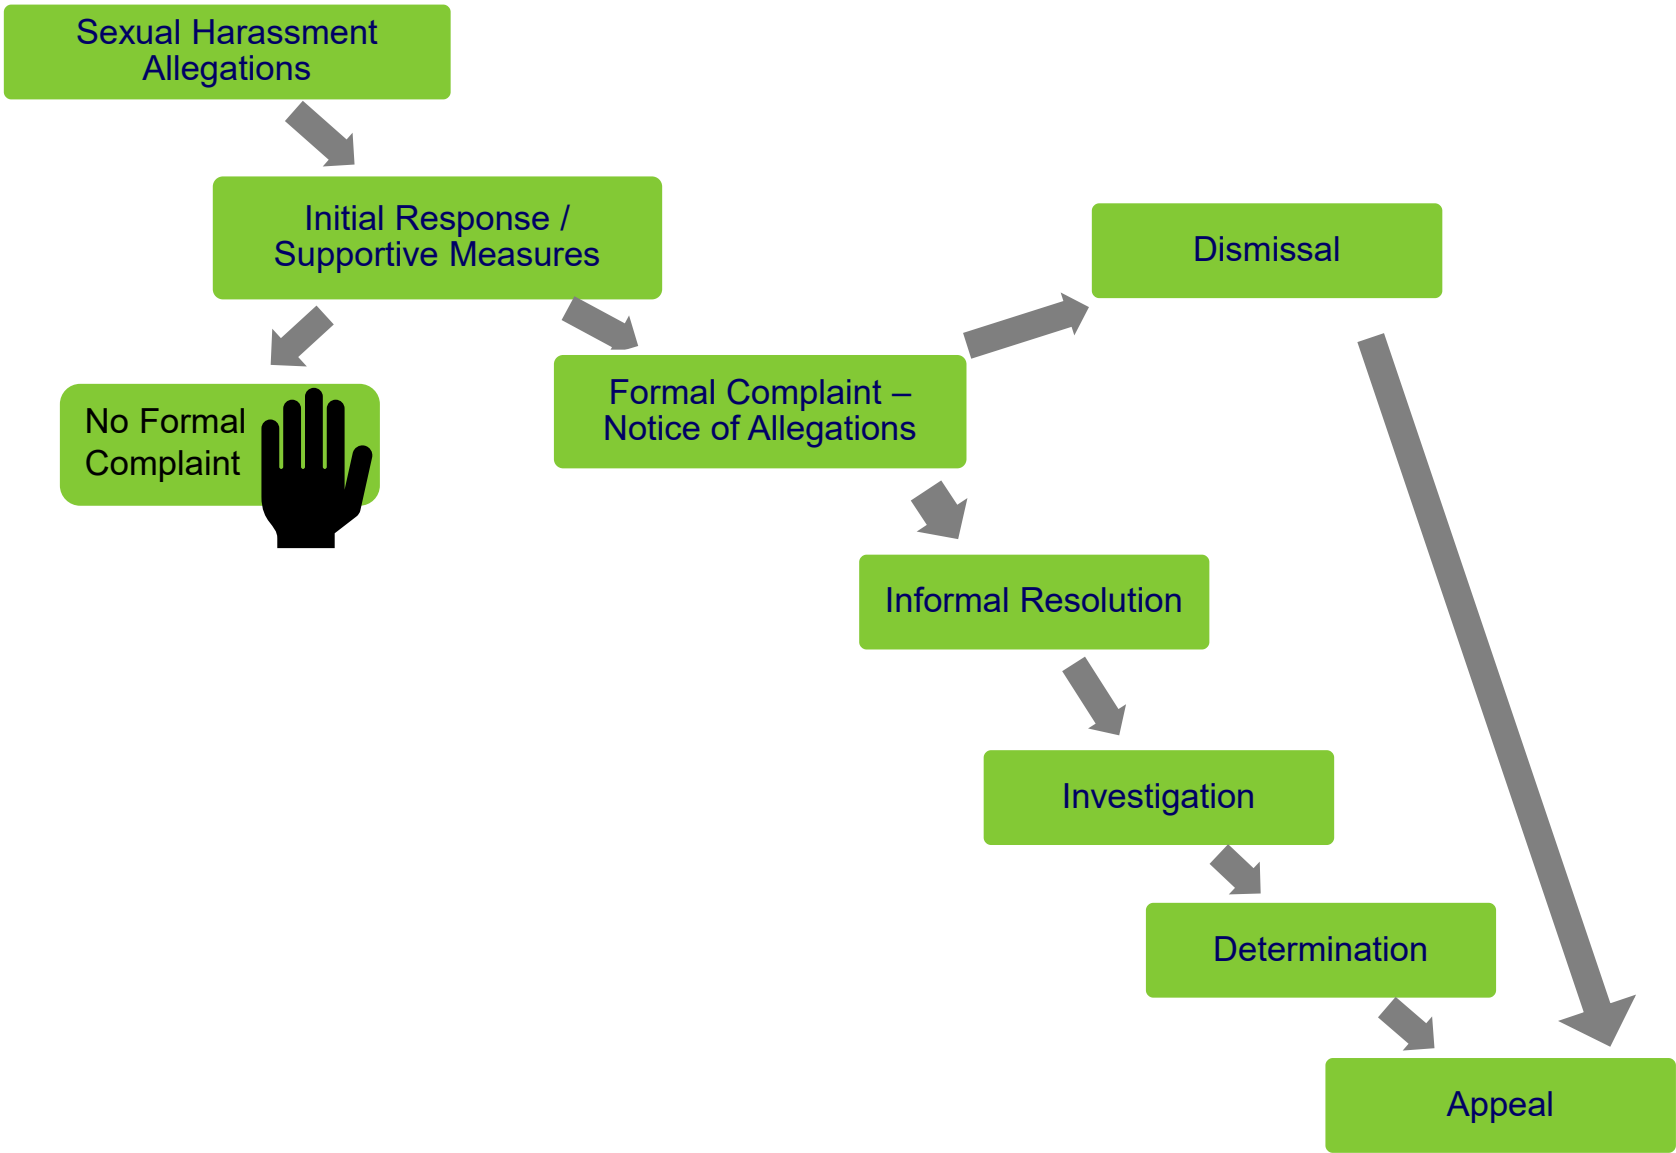 Sexual Harassment
Allegations
Initial Response /
Supportive Measures
Dismissal
No Formal
Complaint
Formal Complaint –
Notice of Allegations
Informal Resolution
Investigation
Determination
Appeal